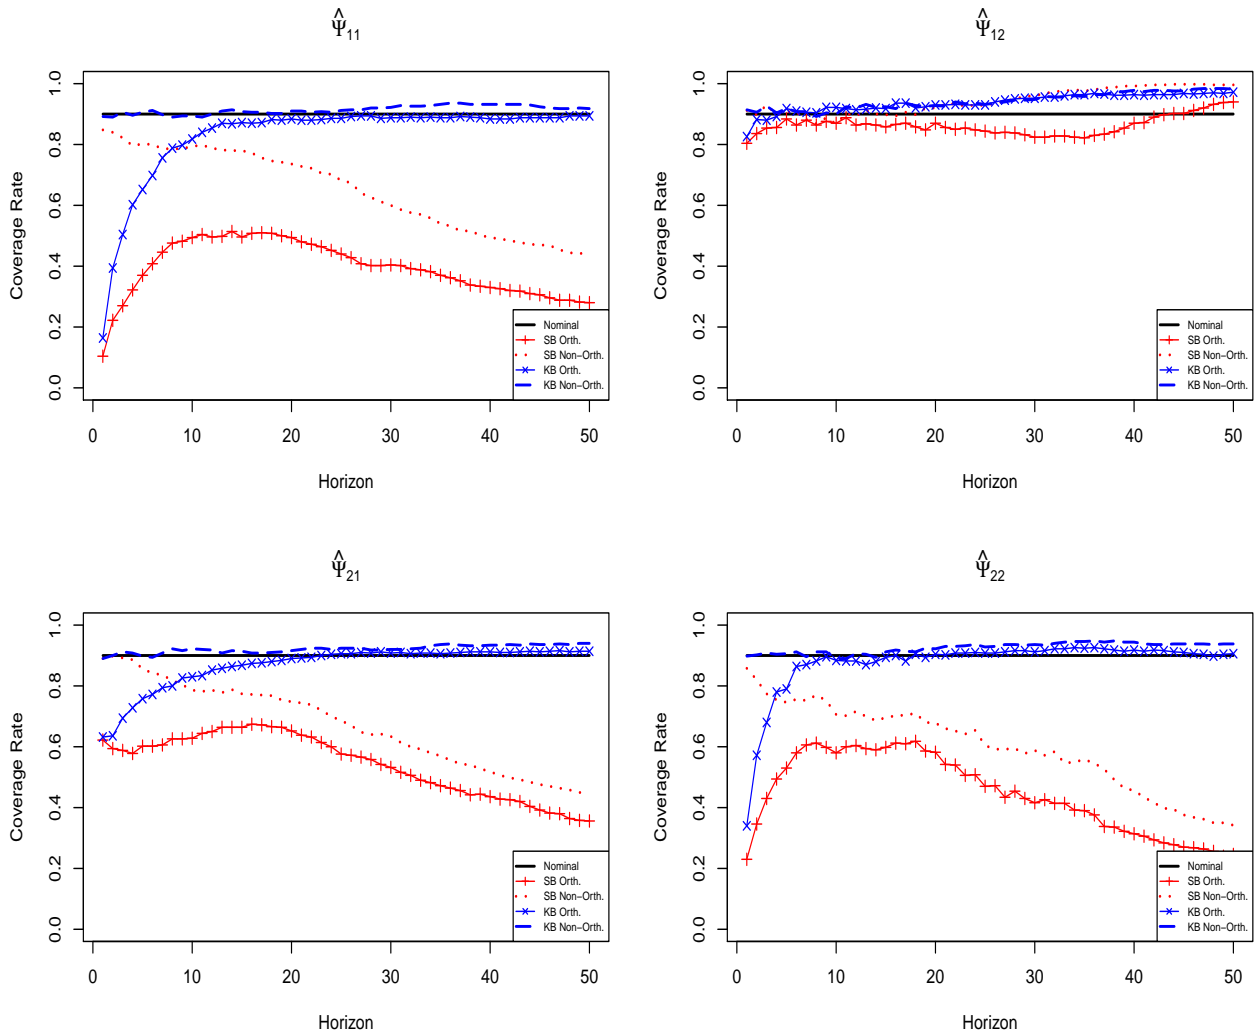 Ψ̂11
Coverage Rate
1.0
0.8
0.6
0.4
0.2
0.0
Nominal
SB Orth.
SB Non−Orth.
KB Orth.
KB Non−Orth.
0 10 20 30 40 50
Horizon
Ψ̂12
Coverage Rate
1.0
0.8
0.6
0.4
0.2
0.0
Nominal
SB Orth.
SB Non−Orth.
KB Orth.
KB Non−Orth.
0 10 20 30 40 50
Horizon
Ψ̂21
Coverage Rate
1.0
0.8
0.6
0.4
0.2
0.0
Nominal
SB Orth.
SB Non−Orth.
KB Orth.
KB Non−Orth.
0 10 20 30 40 50
Horizon
Ψ̂22
Coverage Rate
1.0
0.8
0.6
0.4
0.2
0.0
Nominal
SB Orth.
SB Non−Orth.
KB Orth.
KB Non−Orth.
0 10 20 30 40 50
Horizon